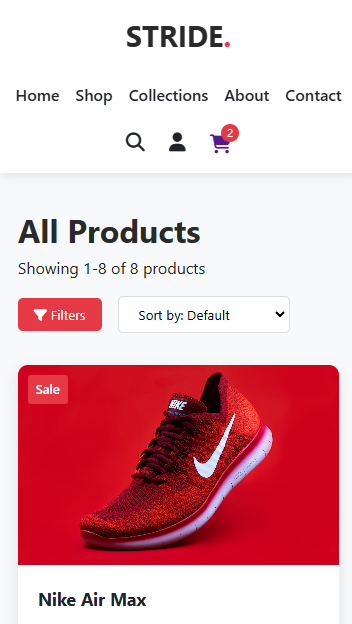 STRIDE.
Home Shop Collections About Contact
2
All Products
Showing 1-8 of 8 products
Filters
Sort by: Default
Sale
NIKE
Nike Air Max